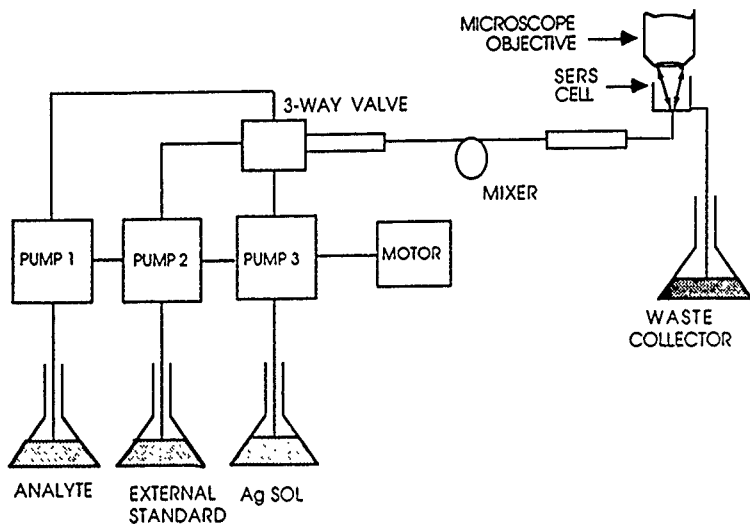 MICROSCOPE
OBJECTIVE
SERS
CELL
3-WAY VALVE
MIXER
PUMP 1
PUMP 2
PUMP 3
MOTOR
WASTE
COLLECTOR
ANALYTE
EXTERNAL
STANDARD
Ag SOL